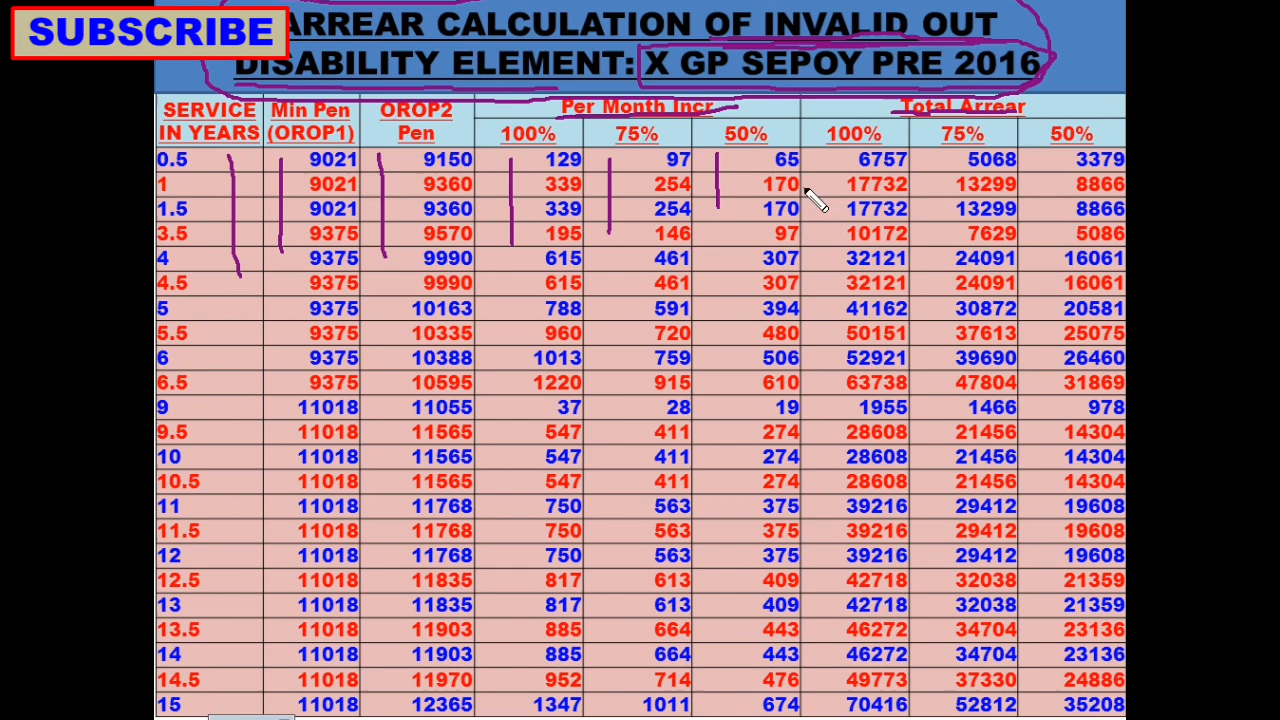 SUBSCRIBE
ARREAR CALCULATION OF INVALID OUT
DISABILITY ELEMENT: X GP SEPOY PRE 2016
SERVICE IN YEARS Min Pen (OROP1) OROP2 Pen Per Month Incr Total Arrear
100% 75% 50% 100% 75% 50%
0.5 9021 9150 129 97 65 6757 5068 3379
1 9021 9360 339 254 170 17732 13299 8866
1.5 9021 9360 339 254 170 17732 13299 8866
3.5 9375 9570 195 146 97 10172 7629 5086
4 9375 9990 615 461 307 32121 24091 16061
4.5 9375 9990 615 461 307 32121 24091 16061
5 9375 10163 788 591 394 41162 30872 20581
5.5 9375 10335 960 720 480 50151 37613 25075
6 9375 10388 1013 759 506 52921 39690 26460
6.5 9375 10595 1220 915 610 63738 47804 31869
9 11018 11055 37 28 19 1955 1466 978
9.5 11018 11565 547 411 274 28608 21456 14304
10 11018 11565 547 411 274 28608 21456 14304
10.5 11018 11565 547 411 274 28608 21456 14304
11 11018 11768 750 563 375 39216 29412 19608
11.5 11018 11768 750 563 375 39216 29412 19608
12 11018 11768 750 563 375 39216 29412 19608
12.5 11018 11835 817 613 409 42718 32038 21359
13 11018 11835 817 613 409 42718 32038 21359
13.5 11018 11903 885 664 443 46272 34704 23136
14 11018 11903 885 664 443 46272 34704 23136
14.5 11018 11970 952 714 476 49773 37330 24886
15 11018 12365 1347 1011 674 70416 52812 35208